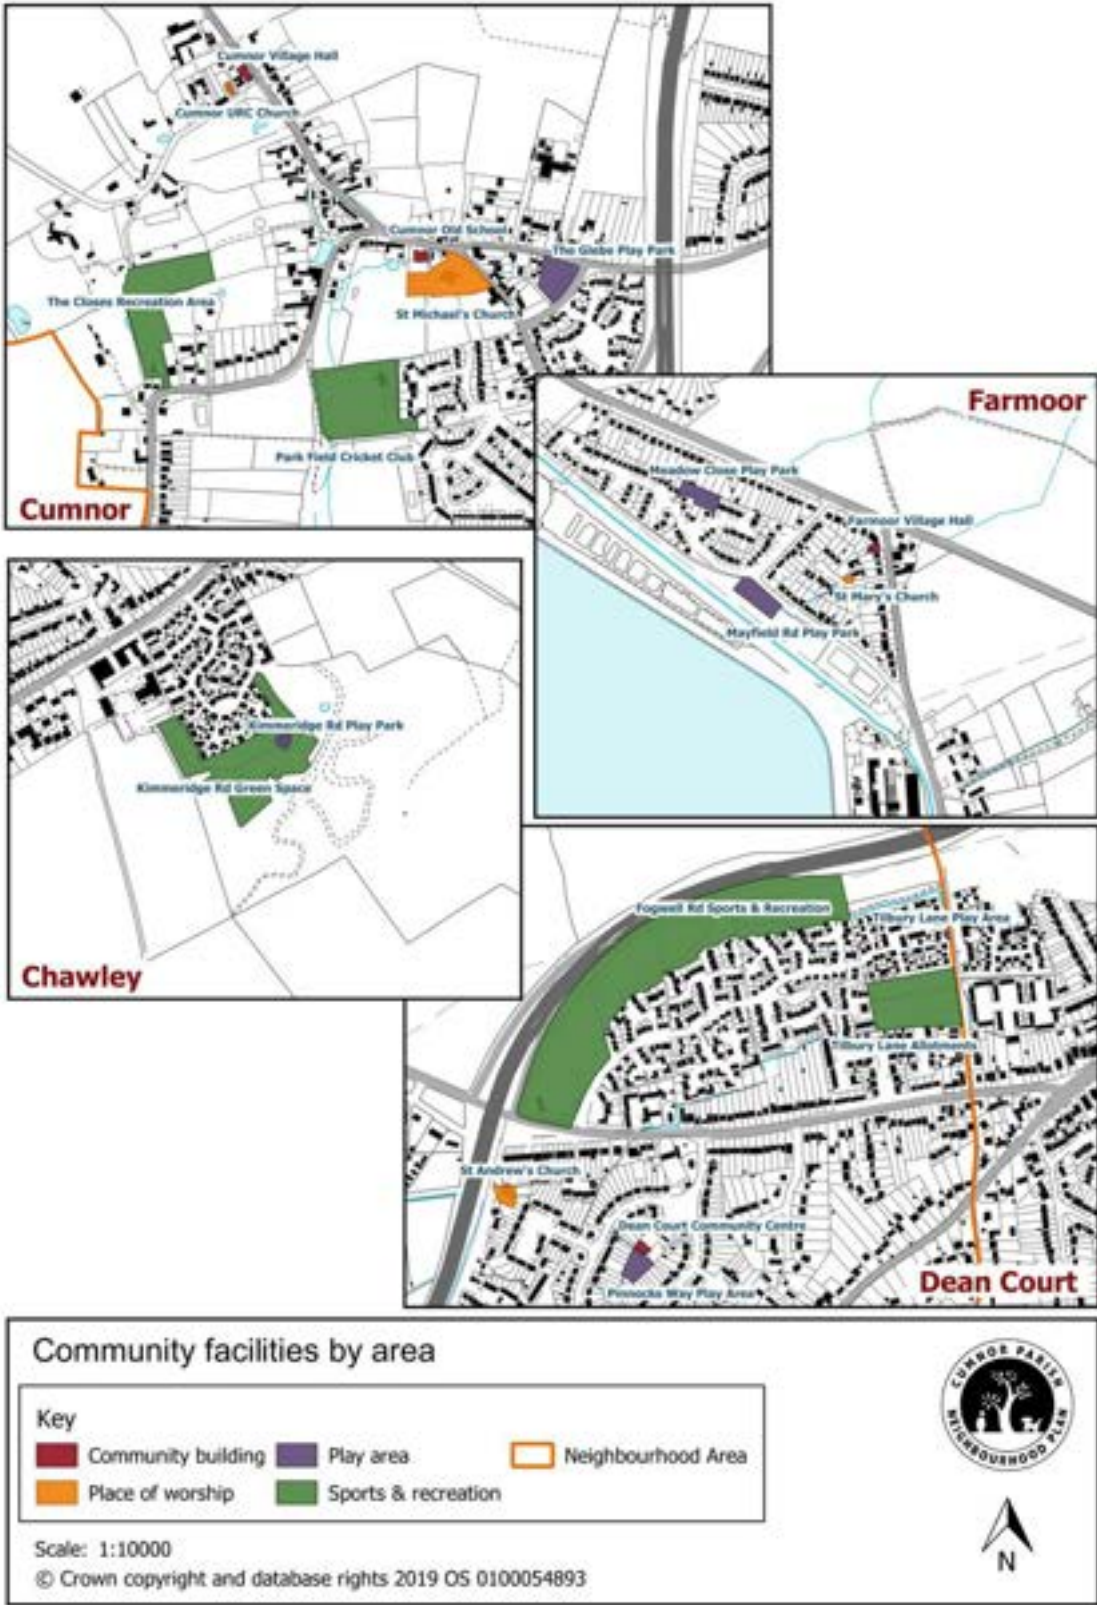 Cumnor Village Hall
Cumnor URC Church
Cumnor Old School
The Glebe Play Park
The Closes Recreation Area
St Michael's Church
Park Field Cricket Club
Cumnor
Farmoor
Meadow Close Play Park
Farmoor Village Hall
St Mary's Church
Mayfield Rd Play Park
Kimmeridge Rd Play Park
Kimmeridge Rd Green Space
Chawley
Fogwell Rd Sports & Recreation
Tilbury Lane Play Area
Tilbury Lane Allotments
St Andrew's Church
Dean Court Community Centre
Pinnocks Way Play Area
Dean Court
Community facilities by area
Key
Community building
Play area
Neighbourhood Area
Place of worship
Sports & recreation
Scale: 1:10000
© Crown copyright and database rights 2019 OS 0100054893
CUMNOR PARISH
NEIGHBOURHOOD PLAN
N